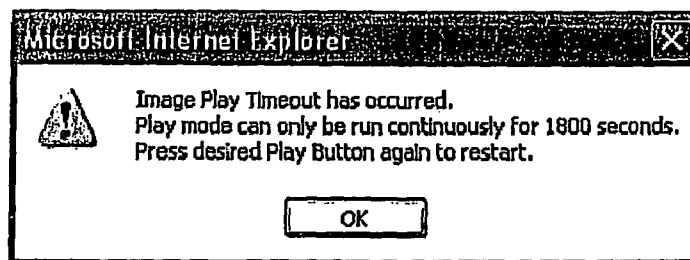 Microsoft Internet Explorer
Image Play Timeout has occurred.
Play mode can only be run continuously for 1800 seconds.
Press desired Play Button again to restart.
OK